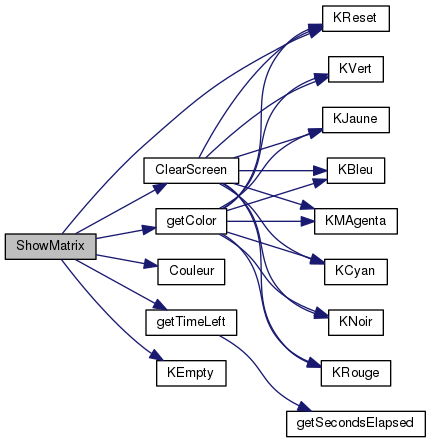 KReset
KVert
KJaune
ClearScreen
KBleu
getColor
KMAgenta
ShowMatrix
Couleur
KCyan
getTimeLeft
KNoir
KEmpty
KRouge
getSecondsElapsed